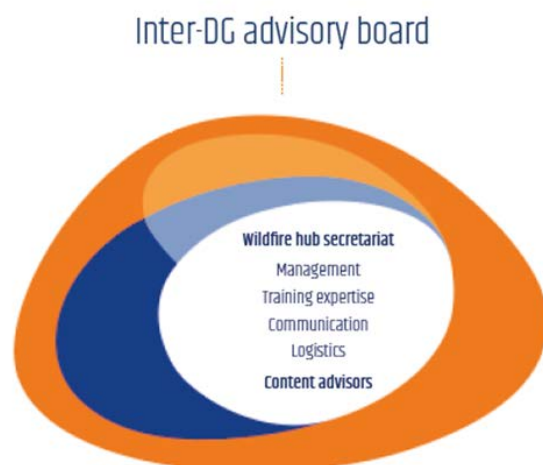 Inter-DG advisory board
Wildfire hub secretariat
Management
Training expertise
Communication
Logistics
Content advisors